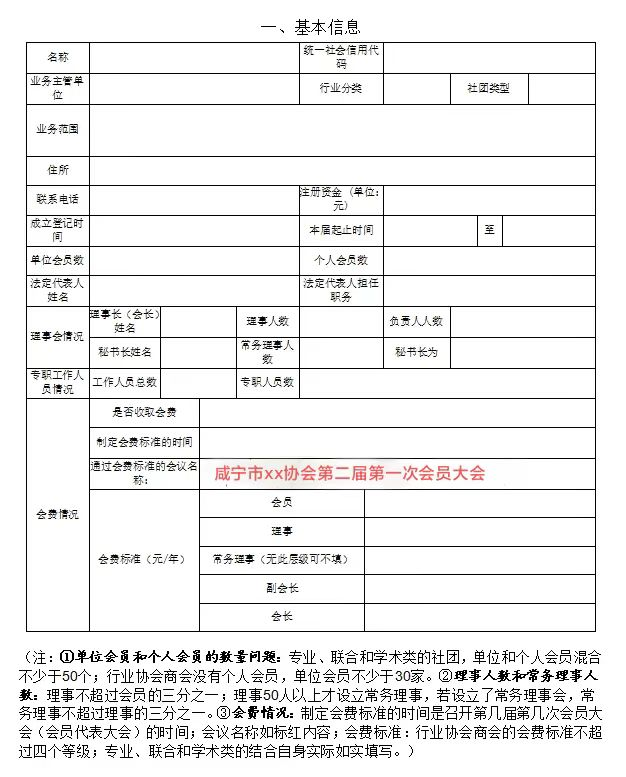 一、基本信息
名称
统一社会信用代
码
业务主管单
位
行业分类
社团类型
业务范围
住所
联系电话
注册资金（单位：
元）
成立登记时
间
本届起止时间
至
单位会员数
个人会员数
法定代表人
姓名
法定代表人担任
职务
理事会情况
理事长（会长）
姓名
理事人数
负责人人数
秘书长姓名
常务理事人
数
秘书长为
专职工作人
员情况
工作人员总数
专职人员数
会费情况
是否收取会费
制定会费标准的时间
通过会费标准的会议名
称：
咸宁市xx协会第二届第一次会员大会
会费标准（元/年）
会员
理事
常务理事（无此层级可不填）
副会长
会长
（注：①单位会员和个人会员的数量问题：专业、联合和学术类的社团，单位和个人会员混合
不少于50个；行业协会商会没有个人会员，单位会员不少于30家。②理事人数和常务理事人
数：理事不超过会员的三分之一；理事50人以上才设立常务理事，若设立了常务理事会，常
务理事不超过理事的三分之一。③会费情况：制定会费标准的时间是召开第几届第几次会员大
会（会员代表大会）的时间；会议名称如标红内容；会费标准：行业协会商会的会费标准不超
过四个等级；专业、联合和学术类的结合自身实际如实填写。）